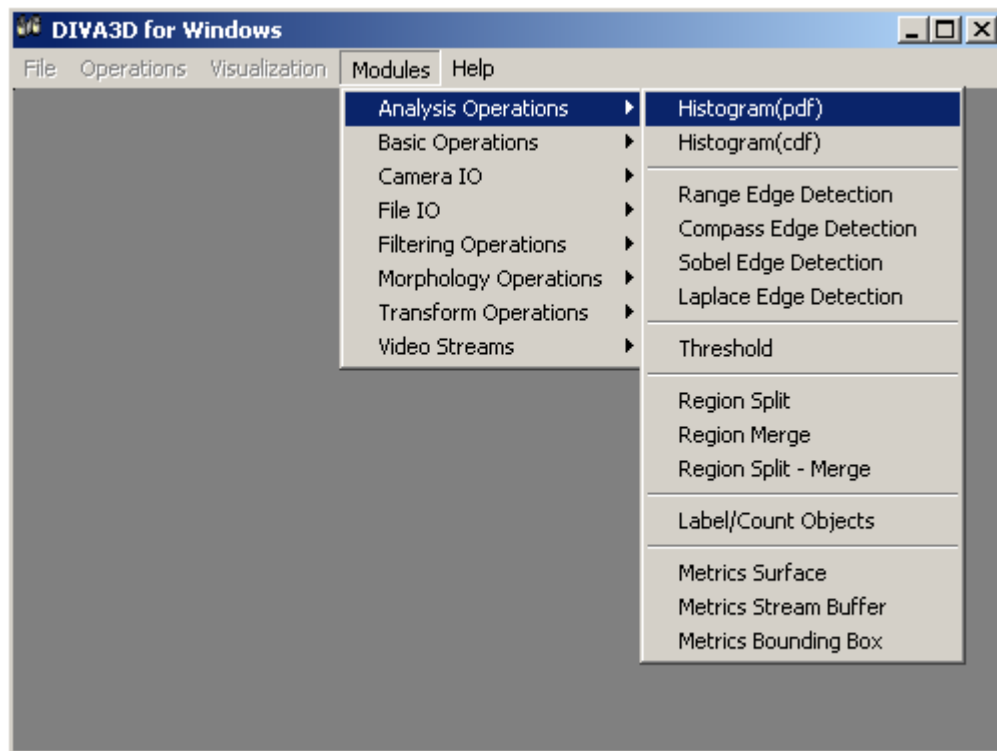 DIVA3D for Windows
File Operations Visualization Modules Help
Analysis Operations
Basic Operations
Camera IO
File IO
Filtering Operations
Morphology Operations
Transform Operations
Video Streams
Histogram(pdf)
Histogram(cdf)
Range Edge Detection
Compass Edge Detection
Sobel Edge Detection
Laplace Edge Detection
Threshold
Region Split
Region Merge
Region Split - Merge
Label/Count Objects
Metrics Surface
Metrics Stream Buffer
Metrics Bounding Box